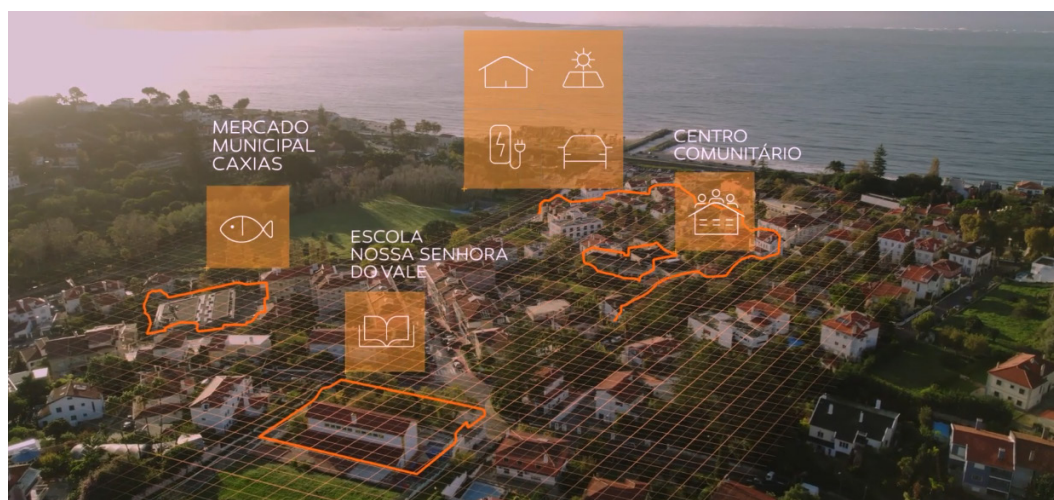 MERCADO
MUNICIPAL
CAXIAS
ESCOLA
NOSSA SENHORA
DO VALE
CENTRO
COMUNITÁRIO